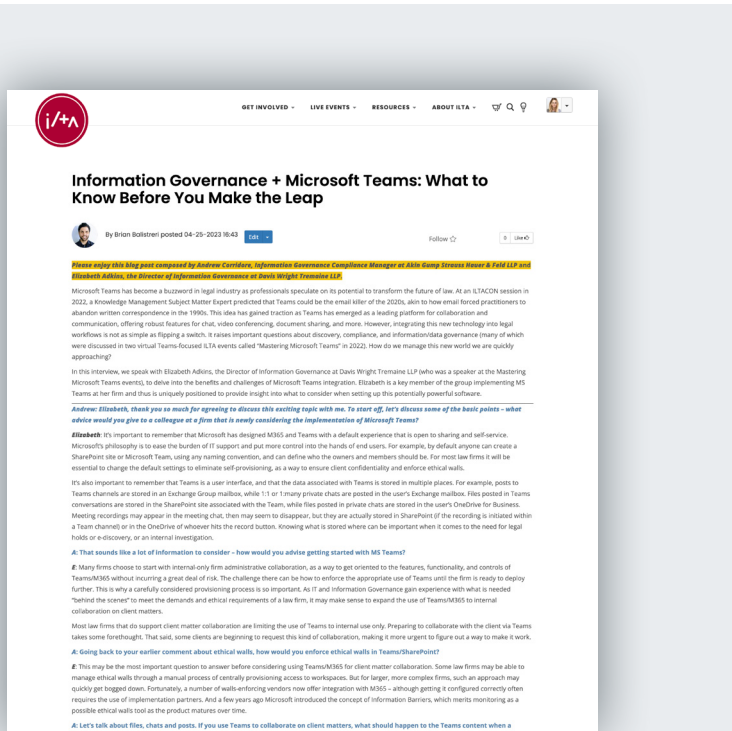 i/+ʌ
GET INVOLVED
LIVE EVENTS
RESOURCES
ABOUT ILTA
Information Governance + Microsoft Teams: What to
Know Before You Make the Leap
By Brian Balistreri posted 04-25-2023 16:43
Edit
Follow
0 Like
Please enjoy this blog post composed by Andrew Corridore, Information Governance Compliance Manager at Akin Gump Strauss Hauer & Feld LLP and
Elizabeth Adkins, the Director of Information Governance at Davis Wright Tremaine LLP.
Microsoft Teams has become a buzzword in legal industry as professionals speculate on its potential to transform the future of law. At an ILTACON session in
2022, a Knowledge Management Subject Matter Expert predicted that Teams could be the email killer of the 2020s, akin to how email forced practitioners to
abandon written correspondence in the 1990s. This idea has gained traction as Teams has emerged as a leading platform for collaboration and
communication, offering robust features for chat, video conferencing, document sharing, and more. However, integrating this new technology into legal
workflows is not as simple as flipping a switch. It raises important questions about discovery, compliance, and information/data governance (many of which
were discussed in two virtual Teams-focused ILTA events called "Mastering Microsoft Teams" in 2022). How do we manage this new world we are quickly
approaching?
In this interview, we speak with Elizabeth Adkins, the Director of Information Governance at Davis Wright Tremaine LLP (who was a speaker at the Mastering
Microsoft Teams events), to delve into the benefits and challenges of Microsoft Teams integration. Elizabeth is a key member of the group implementing MS
Teams at her firm and thus is uniquely positioned to provide insight into what to consider when setting up this potentially powerful software.
Andrew: Elizabeth, thank you so much for agreeing to discuss this exciting topic with me. To start off, let's discuss some of the basic points – what
advice would you give to a colleague at a firm that is newly considering the implementation of Microsoft Teams?
Elizabeth: It's important to remember that Microsoft has designed M365 and Teams with a default experience that is open to sharing and self-service.
Microsoft's philosophy is to ease the burden of IT support and put more control into the hands of end users. For example, by default anyone can create a
SharePoint site or Microsoft Team, using any naming convention, and can define who the owners and members should be. For most law firms it will be
essential to change the default settings to eliminate self-provisioning, as a way to ensure client confidentiality and enforce ethical walls.
It's also important to remember that Teams is a user interface, and that the data associated with Teams is stored in multiple places. For example, posts to
Teams channels are stored in an Exchange Group mailbox, while 1:1 or 1:many private chats are posted in the user's Exchange mailbox. Files posted in Teams
conversations are stored in the SharePoint site associated with the Team, while files posted in private chats are stored in the user's OneDrive for Business.
Meeting recordings may appear in the meeting chat, then may seem to disappear, but they are actually stored in SharePoint (if the recording is initiated within
a Team channel) or in the OneDrive of whoever hits the record button. Knowing what is stored where can be important when it comes to the need for legal
holds or e-discovery, or an internal investigation.
A: That sounds like a lot of information to consider – how would you advise getting started with MS Teams?
E: Many firms choose to start with internal-only firm administrative collaboration, as a way to get oriented to the features, functionality, and controls of
Teams/M365 without incurring a great deal of risk. The challenge there can be how to enforce the appropriate use of Teams until the firm is ready to deploy
further. This is why a carefully considered provisioning process is so important. As IT and Information Governance gain experience with what is needed
"behind the scenes" to meet the demands and ethical requirements of a law firm, it may make sense to expand the use of Teams/M365 to internal
collaboration on client matters.
Most law firms that do support client matter collaboration are limiting the use of Teams to internal use only. Preparing to collaborate with the client via Teams
takes some forethought. That said, some clients are beginning to request this kind of collaboration, making it more urgent to figure out a way to make it work.
A: Going back to your earlier comment about ethical walls, how would you enforce ethical walls in Teams/SharePoint?
E: This may be the most important question to answer before considering using Teams/M365 for client matter collaboration. Some law firms may be able to
manage ethical walls through a manual process of centrally provisioning access to workspaces. But for larger, more complex firms, such an approach may
quickly get bogged down. Fortunately, a number of walls-enforcing vendors now offer integration with M365 – although getting it configured correctly often
requires the use of implementation partners. And a few years ago Microsoft introduced the concept of Information Barriers, which merits monitoring as a
possible ethical walls tool as the product matures over time.
A: Let's talk about files, chats and posts. If you use Teams to collaborate on client matters, what should happen to the Teams content when a